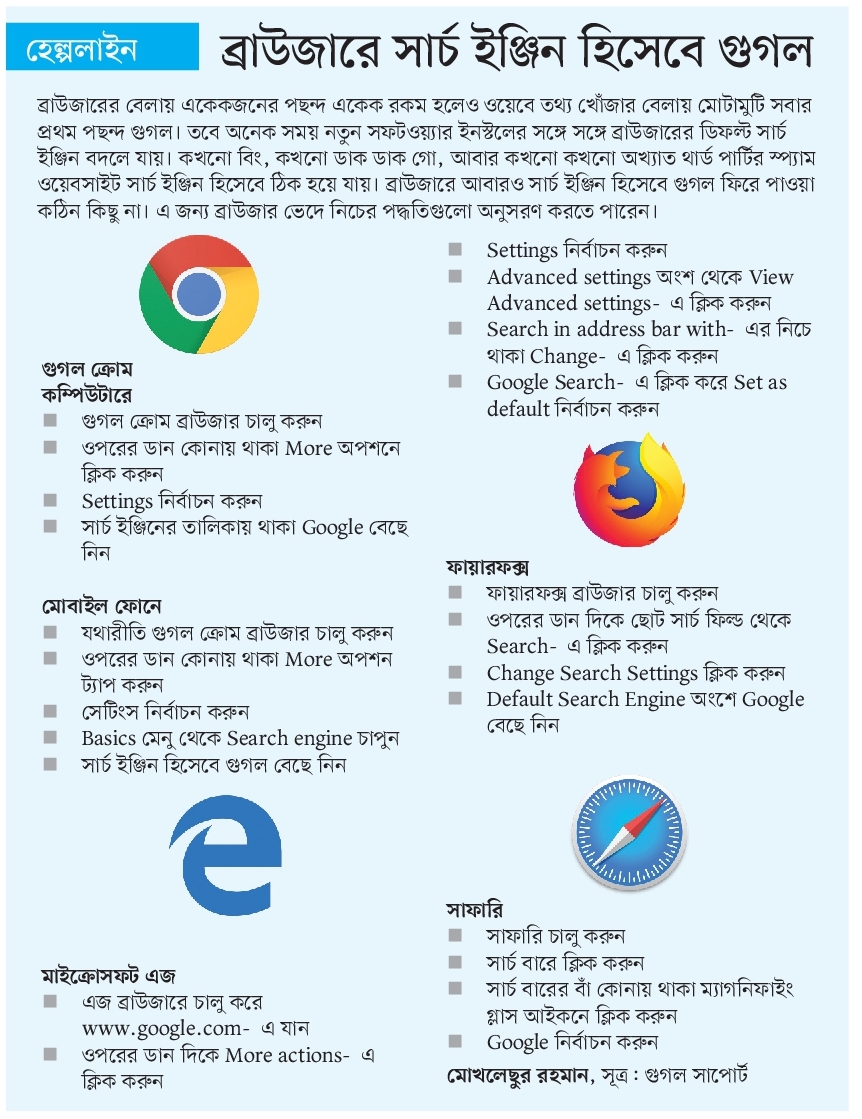 হেল্পলাইন
ব্রাউজারে সার্চ ইঞ্জিন হিসেবে গুগল
ব্রাউজারের বেলায় একেকজনের পছন্দ একেক রকম হলেও ওয়েবে তথ্য খোঁজার বেলায় মোটামুটি সবার
প্রথম পছন্দ গুগল। তবে অনেক সময় নতুন সফটওয়্যার ইনস্টলের সঙ্গে সঙ্গে ব্রাউজারের ডিফল্ট সার্চ
ইঞ্জিন বদলে যায়। কখনো বিং, কখনো ডাক ডাক গো, আবার কখনো কখনো অখ্যাত থার্ড পার্টির স্প্যাম
ওয়েবসাইট সার্চ ইঞ্জিন হিসেবে ঠিক হয়ে যায়। ব্রাউজারে আবারও সার্চ ইঞ্জিন হিসেবে গুগল ফিরে পাওয়া
কঠিন কিছু না। এ জন্য ব্রাউজার ভেদে নিচের পদ্ধতিগুলো অনুসরণ করতে পারেন।
গুগল ক্রোম
কম্পিউটারে
■ গুগল ক্রোম ব্রাউজার চালু করুন
■ ওপরের ডান কোনায় থাকা More অপশনে
ক্লিক করুন
■ Settings নির্বাচন করুন
■ সার্চ ইঞ্জিনের তালিকায় থাকা Google বেছে
নিন
মোবাইল ফোনে
■ যথারীতি গুগল ক্রোম ব্রাউজার চালু করুন
■ ওপরের ডান কোনায় থাকা More অপশন
ট্যাপ করুন
■ সেটিংস নির্বাচন করুন
■ Basics মেনু থেকে Search engine চাপুন
■ সার্চ ইঞ্জিন হিসেবে গুগল বেছে নিন
মাইক্রোসফট এজ
■ এজ ব্রাউজারে চালু করে
www.google.com- এ যান
■ ওপরের ডান দিকে More actions- এ
ক্লিক করুন
■ Settings নির্বাচন করুন
■ Advanced settings অংশ থেকে View
Advanced settings- এ ক্লিক করুন
■ Search in address bar with- এর নিচে
থাকা Change- এ ক্লিক করুন
■ Google Search- এ ক্লিক করে Set as
default নির্বাচন করুন
ফায়ারফক্স
■ ফায়ারফক্স ব্রাউজার চালু করুন
■ ওপরের ডান দিকে ছোট সার্চ ফিল্ড থেকে
Search- এ ক্লিক করুন
■ Change Search Settings ক্লিক করুন
■ Default Search Engine অংশে Google
বেছে নিন
সাফারি
■ সাফারি চালু করুন
■ সার্চ বারে ক্লিক করুন
■ সার্চ বারের বাঁ কোনায় থাকা ম্যাগনিফাইং
গ্লাস আইকনে ক্লিক করুন
■ Google নির্বাচন করুন
মোখলেছুর রহমান, সূত্র : গুগল সাপোর্ট